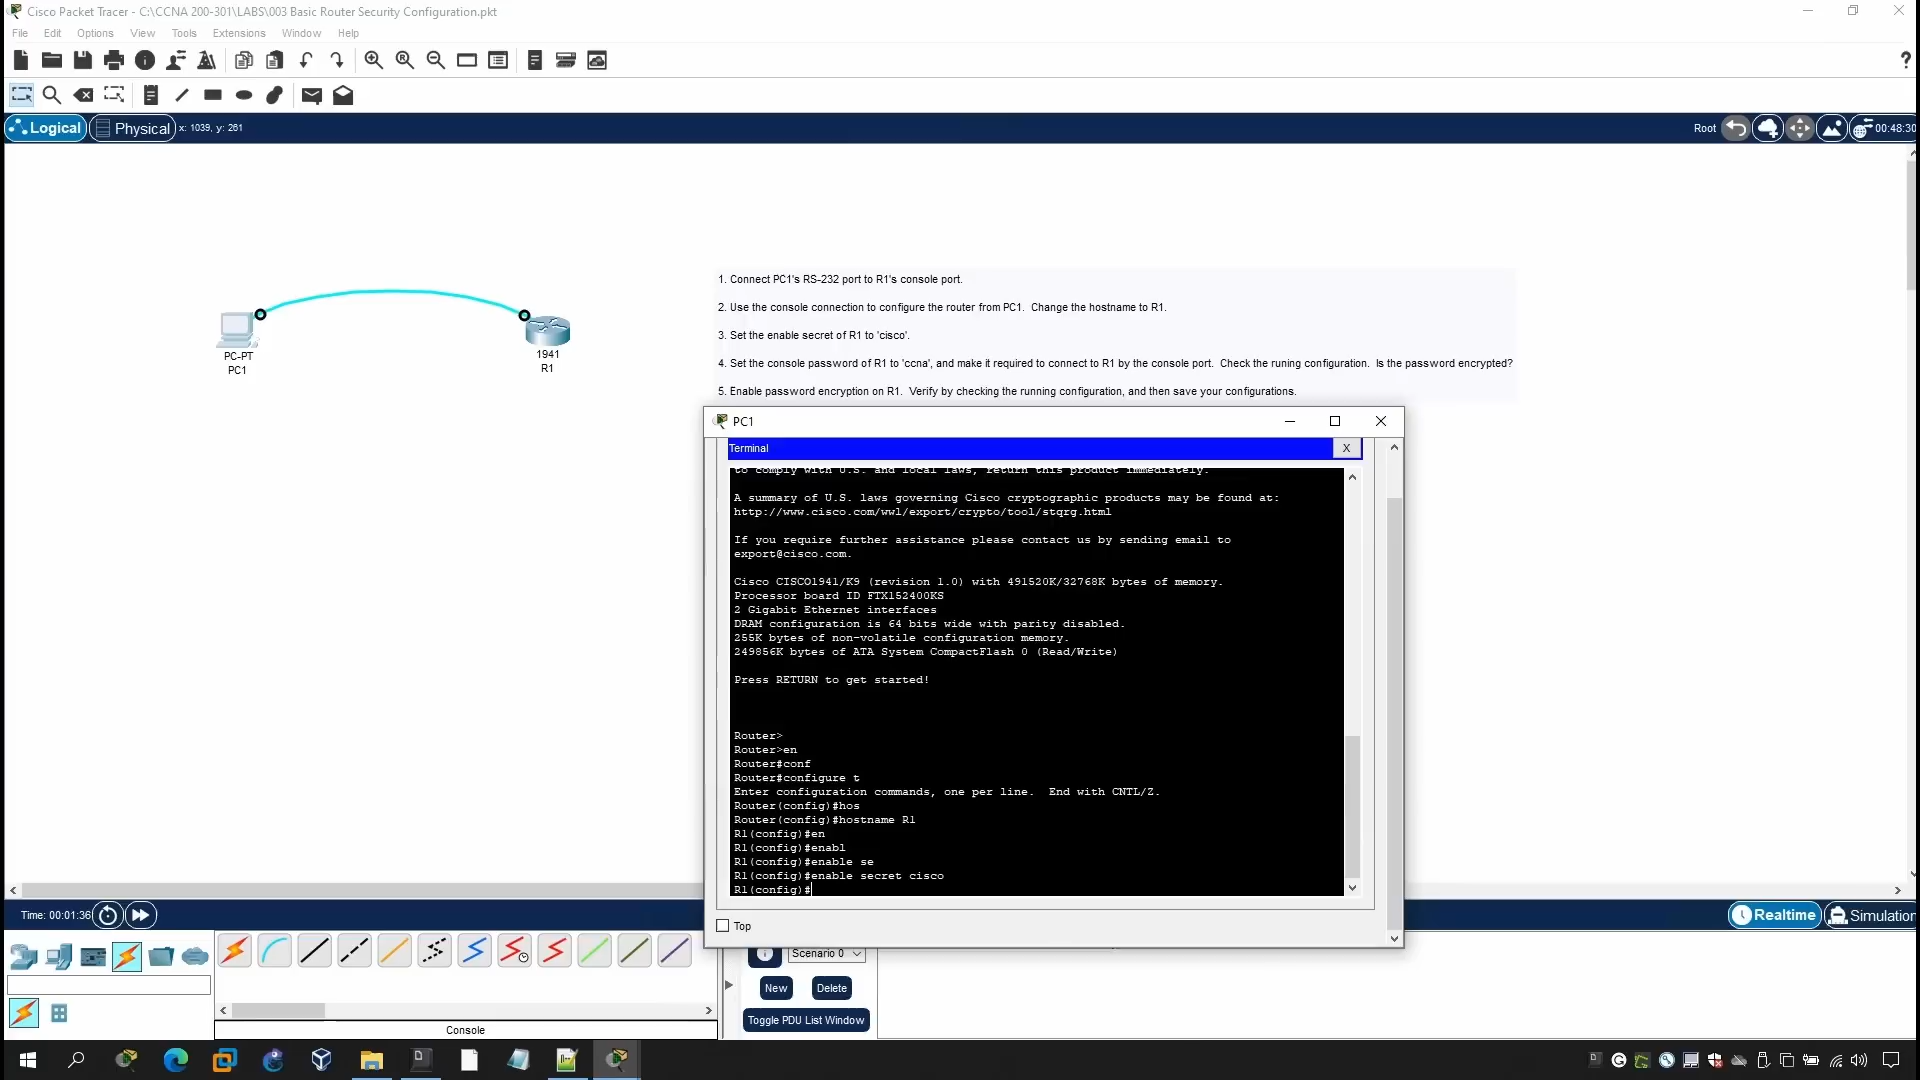 Cisco Packet Tracer - C:\CCNA 200-301\LABS\003 Basic Router Security Configuration.pkt
File Edit Options View Tools Extensions Window Help
Logical Physical x: 1039, y: 261 Root 00:48:30
1. Connect PC1's RS-232 port to R1's console port.
2. Use the console connection to configure the router from PC1. Change the hostname to R1.
3. Set the enable secret of R1 to 'cisco'.
4. Set the console password of R1 to 'ccna', and make it required to connect to R1 by the console port. Check the runing configuration. Is the password encrypted?
5. Enable password encryption on R1. Verify by checking the running configuration, and then save your configurations.
PC-PT
PC1
1941
R1
PC1
Terminal X
to comply with U.S. and local laws, return this product immediately.
A summary of U.S. laws governing Cisco cryptographic products may be found at:
http://www.cisco.com/wwl/export/crypto/tool/stqrg.html
If you require further assistance please contact us by sending email to
export@cisco.com.
Cisco CISCO1941/K9 (revision 1.0) with 491520K/32768K bytes of memory.
Processor board ID FTX152400KS
2 Gigabit Ethernet interfaces
DRAM configuration is 64 bits wide with parity disabled.
255K bytes of non-volatile configuration memory.
249856K bytes of ATA System CompactFlash 0 (Read/Write)
Press RETURN to get started!
Router>
Router>en
Router#conf
Router#configure t
Enter configuration commands, one per line. End with CNTL/Z.
Router(config)#hos
Router(config)#hostname R1
R1(config)#en
R1(config)#enabl
R1(config)#enable se
R1(config)#enable secret cisco
R1(config)#
Top
Time: 00:01:36 Realtime Simulation
Scenario 0
New Delete
Toggle PDU List Window
Console